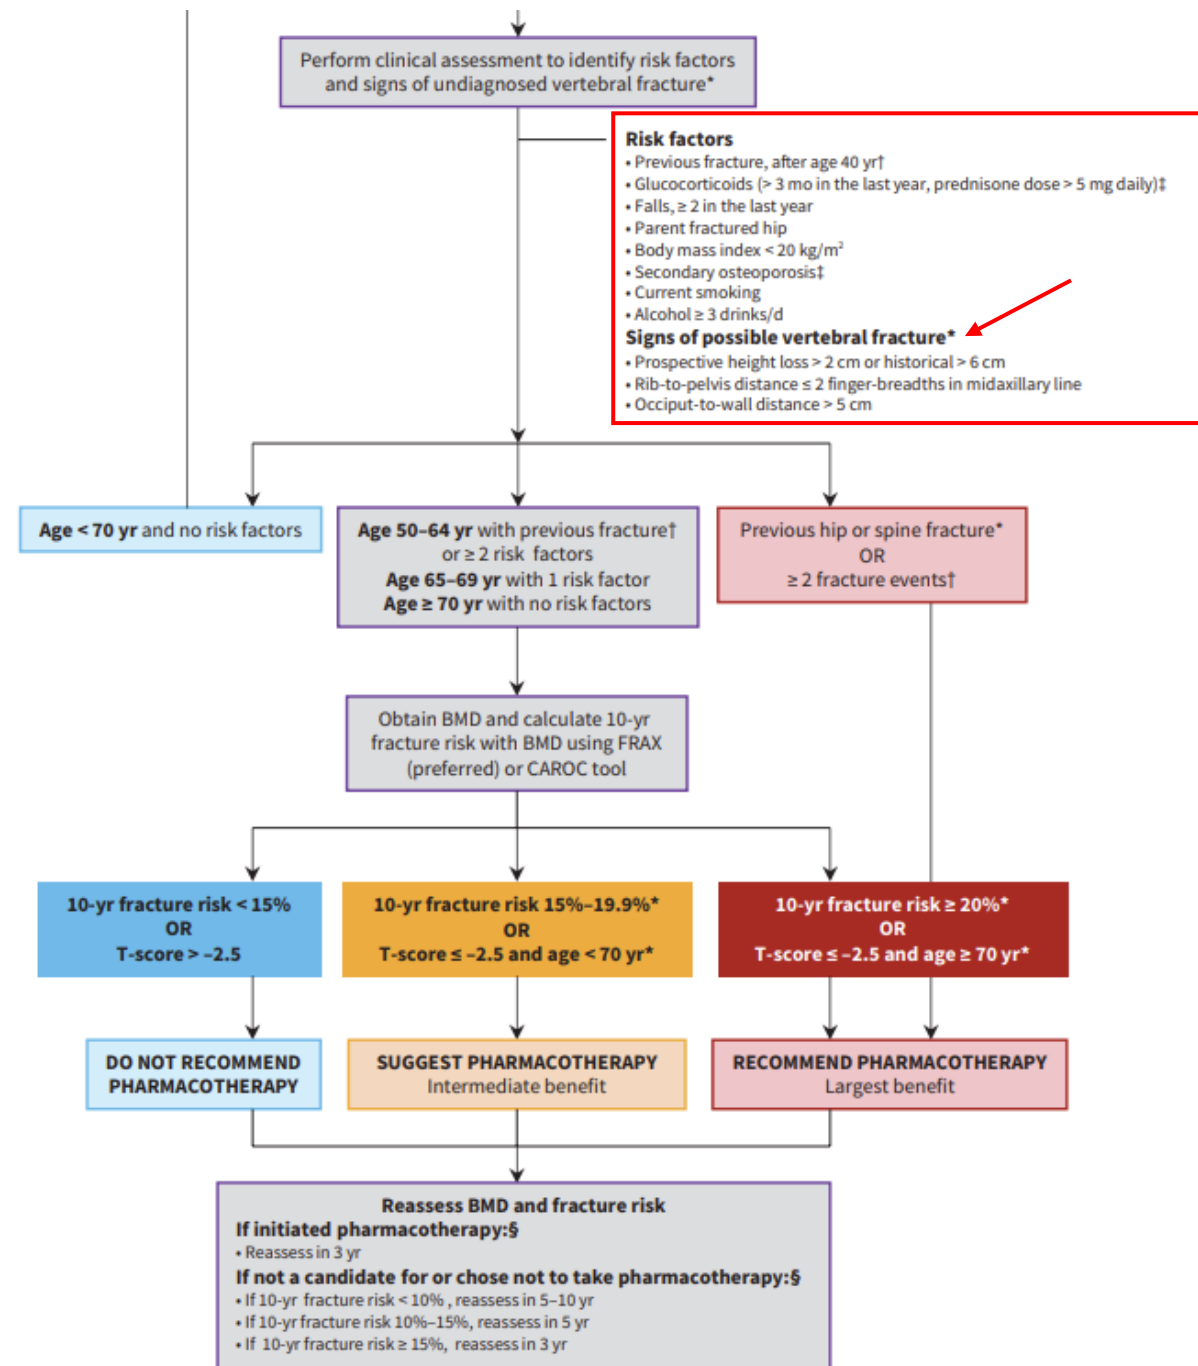 Perform clinical assessment to identify risk factors
and signs of undiagnosed vertebral fracture*
Risk factors
• Previous fracture, after age 40 yr†
• Glucocorticoids (> 3 mo in the last year, prednisone dose > 5 mg daily)‡
• Falls, ≥ 2 in the last year
• Parent fractured hip
• Body mass index < 20 kg/m²
• Secondary osteoporosis‡
• Current smoking
• Alcohol ≥ 3 drinks/d
Signs of possible vertebral fracture*
• Prospective height loss > 2 cm or historical > 6 cm
• Rib-to-pelvis distance ≤ 2 finger-breadths in midaxillary line
• Occiput-to-wall distance > 5 cm
Age < 70 yr and no risk factors
Age 50–64 yr with previous fracture†
or ≥ 2 risk factors
Age 65–69 yr with 1 risk factor
Age ≥ 70 yr with no risk factors
Previous hip or spine fracture*
OR
≥ 2 fracture events†
Obtain BMD and calculate 10-yr
fracture risk with BMD using FRAX
(preferred) or CAROC tool
10-yr fracture risk < 15%
OR
T-score > –2.5
10-yr fracture risk 15%–19.9%*
OR
T-score ≤ –2.5 and age < 70 yr*
10-yr fracture risk ≥ 20%*
OR
T-score ≤ –2.5 and age ≥ 70 yr*
DO NOT RECOMMEND
PHARMACOTHERAPY
SUGGEST PHARMACOTHERAPY
Intermediate benefit
RECOMMEND PHARMACOTHERAPY
Largest benefit
Reassess BMD and fracture risk
If initiated pharmacotherapy:§
• Reassess in 3 yr
If not a candidate for or chose not to take pharmacotherapy:§
• If 10-yr fracture risk < 10% , reassess in 5–10 yr
• If 10-yr fracture risk 10%–15%, reassess in 5 yr
• If 10-yr fracture risk ≥ 15%, reassess in 3 yr